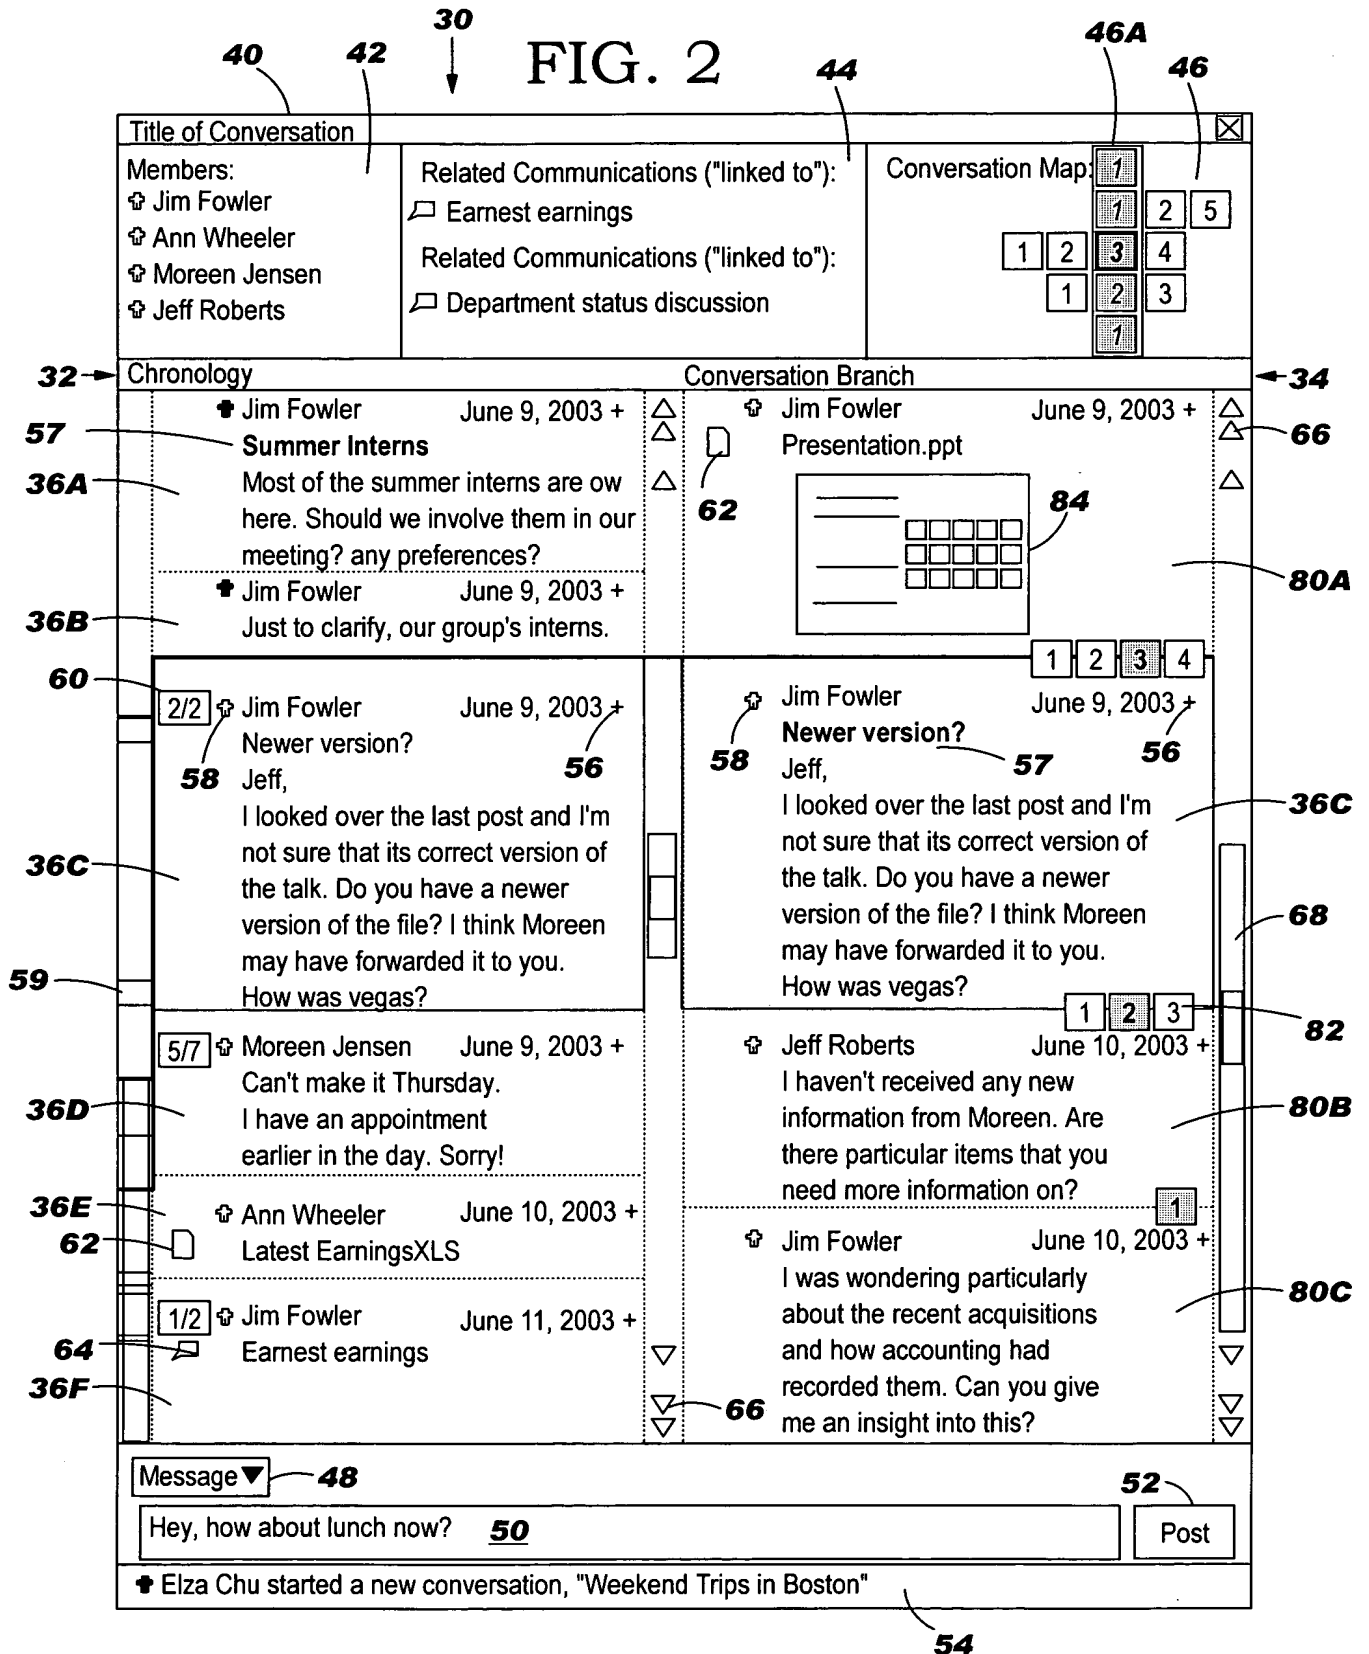 30
FIG. 2
46A
40
42
44
46
Title of Conversation
Members:
Jim Fowler
Ann Wheeler
Moreen Jensen
Jeff Roberts
Related Communications ("linked to"):
Earnest earnings
Related Communications ("linked to"):
Department status discussion
Conversation Map:
1
1 2 5
1 2 3 4
1 2 3
1
32
Chronology
Conversation Branch
34
57
36A
Jim Fowler June 9, 2003 +
Summer Interns
Most of the summer interns are ow
here. Should we involve them in our
meeting? any preferences?
36B
Jim Fowler June 9, 2003 +
Just to clarify, our group's interns.
60
2/2 Jim Fowler June 9, 2003 +
58
56
Newer version?
Jeff,
I looked over the last post and I'm
not sure that its correct version of
the talk. Do you have a newer
version of the file? I think Moreen
may have forwarded it to you.
How was vegas?
36C
59
5/7 Moreen Jensen June 9, 2003 +
Can't make it Thursday.
I have an appointment
earlier in the day. Sorry!
36D
36E
Ann Wheeler June 10, 2003 +
62
Latest EarningsXLS
1/2 Jim Fowler June 11, 2003 +
64
Earnest earnings
36F
66
Jim Fowler June 9, 2003 +
66
Presentation.ppt
62
84
80A
1 2 3 4
Jim Fowler June 9, 2003 +
58
56
Newer version?
57
Jeff,
I looked over the last post and I'm
not sure that its correct version of
the talk. Do you have a newer
version of the file? I think Moreen
may have forwarded it to you.
How was vegas?
36C
68
1 2 3
82
Jeff Roberts June 10, 2003 +
I haven't received any new
information from Moreen. Are
there particular items that you
need more information on?
80B
1
Jim Fowler June 10, 2003 +
I was wondering particularly
about the recent acquisitions
and how accounting had
recorded them. Can you give
me an insight into this?
80C
Message
48
52
Hey, how about lunch now? 50
Post
Elza Chu started a new conversation, "Weekend Trips in Boston"
54